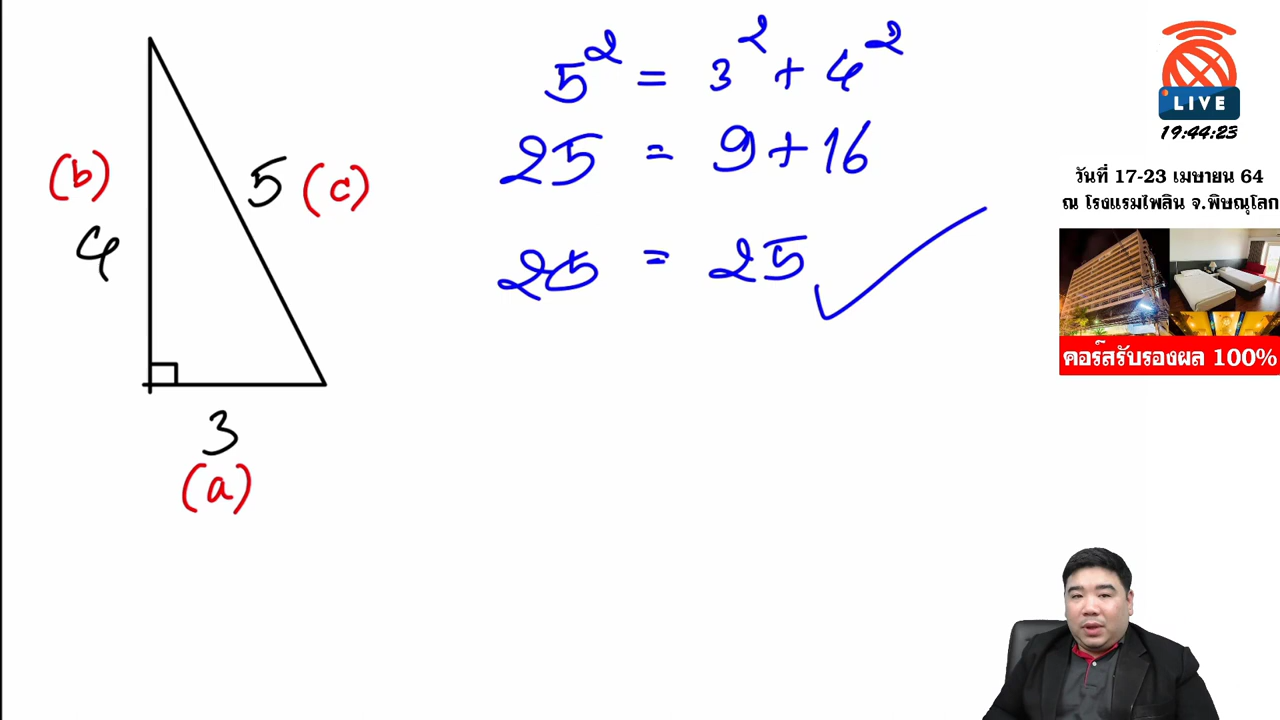 5² = 3² + 4²
25 = 9 + 16
25 = 25
(b)
4
5 (c)
3
(a)
LIVE
19:44:23
วันที่ 17-23 เมษายน 64
ณ โรงแรมไพลิน จ.พิษณุโลก
คอร์สรับรองผล 100%